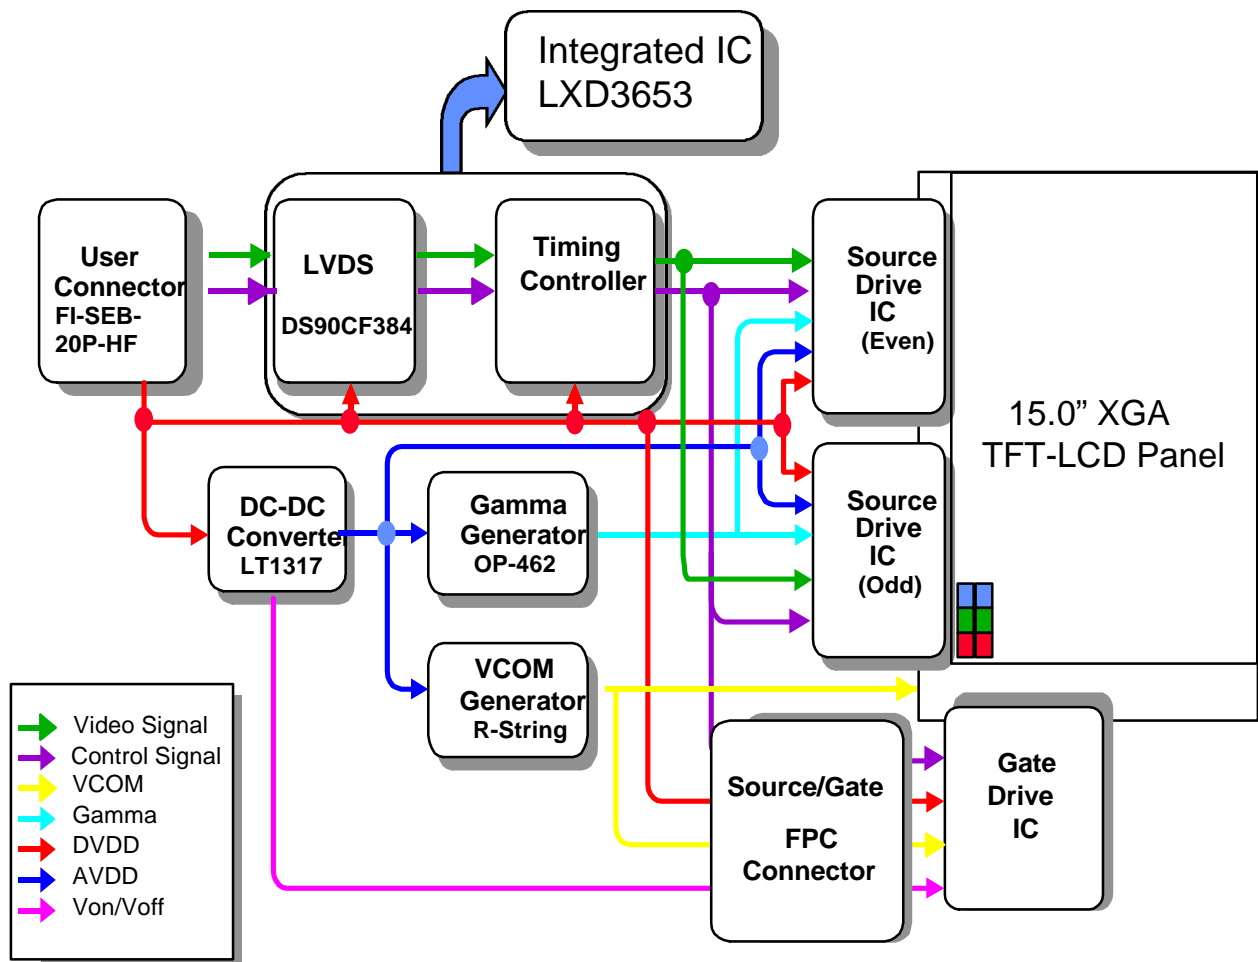 Integrated IC
LXD3653
User
Connector
FI-SEB-
20P-HF
LVDS
DS90CF384
Timing
Controller
Source
Drive
IC
(Even)
15.0” XGA
TFT-LCD Panel
DC-DC
Converter
LT1317
Gamma
Generator
OP-462
Source
Drive
IC
(Odd)
VCOM
Generator
R-String
Video Signal
Control Signal
VCOM
Gamma
DVDD
AVDD
Von/Voff
Source/Gate
FPC
Connector
Gate
Drive
IC